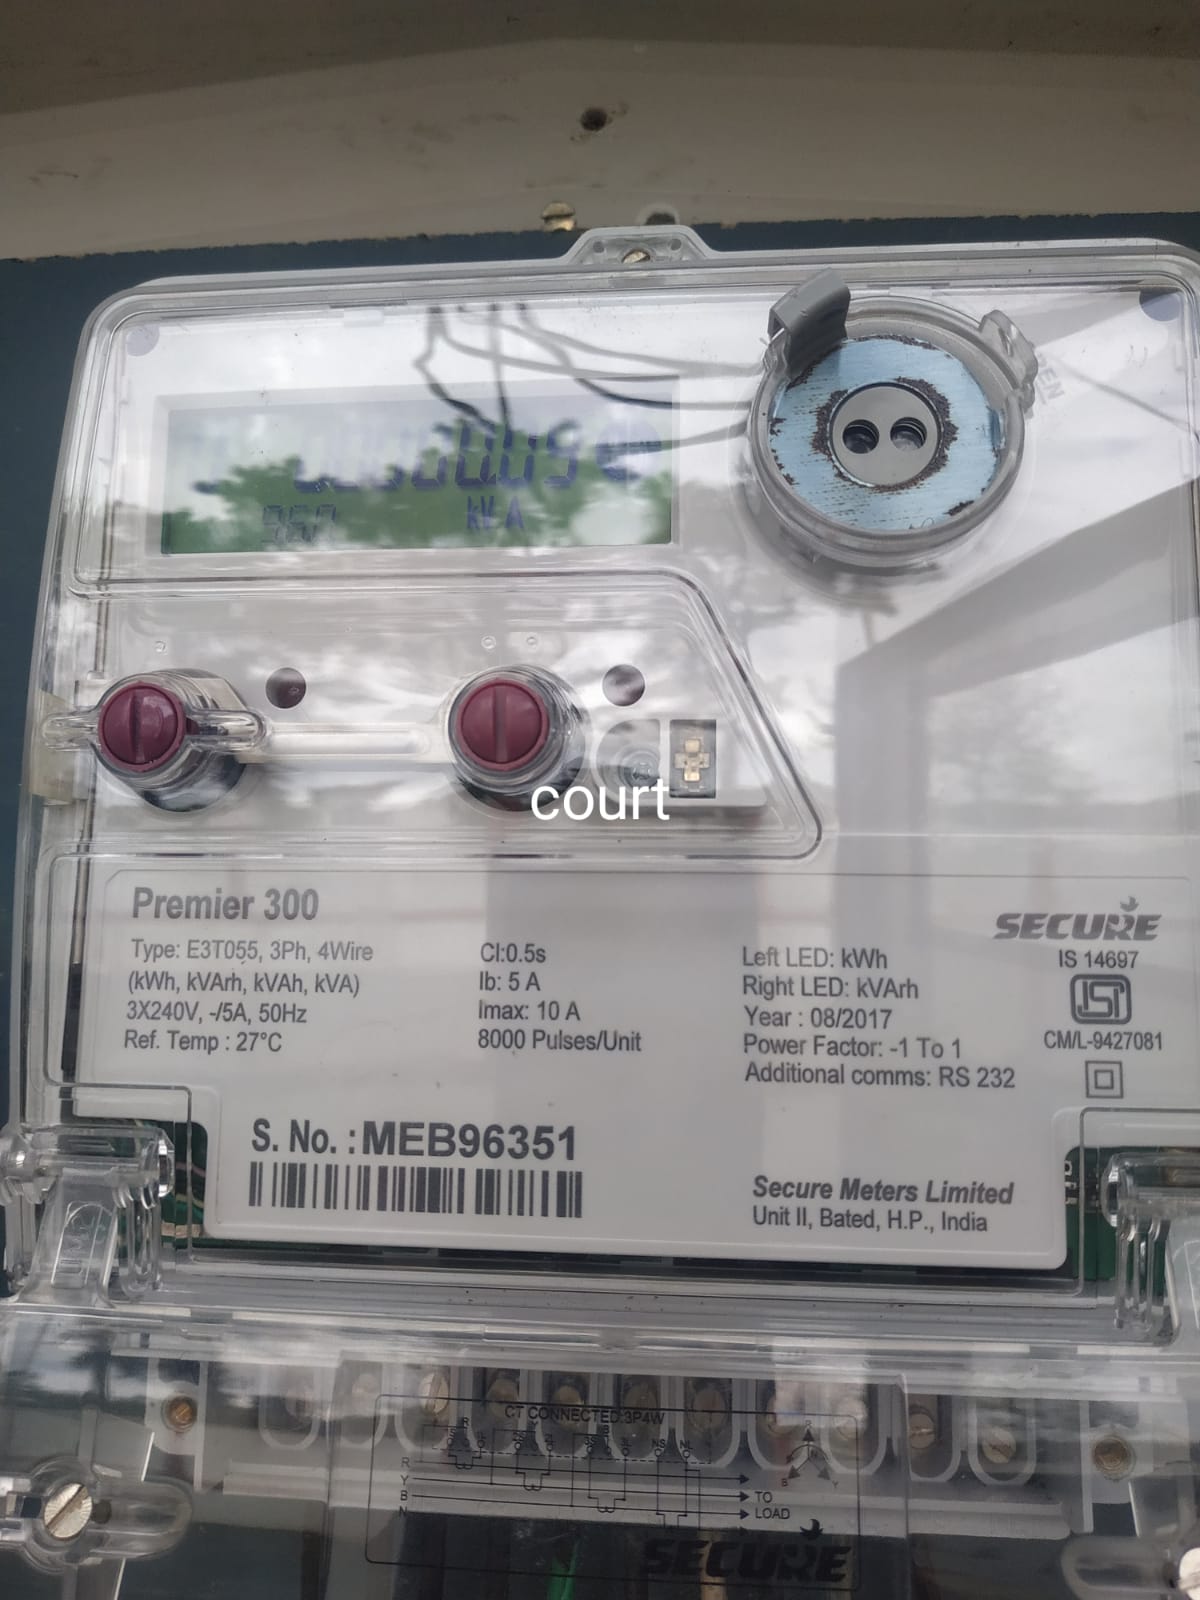 kVA
court
Premier 300
Type: E3T055, 3Ph, 4Wire
(kWh, kVArh, kVAh, kVA)
3X240V, -/5A, 50Hz
Ref. Temp : 27°C
Cl:0.5s
Ib: 5 A
Imax: 10 A
8000 Pulses/Unit
Left LED: kWh
Right LED: kVArh
Year : 08/2017
Power Factor: -1 To 1
Additional comms: RS 232
SECURE
IS 14697
ISI
CM/L-9427081
S. No. :MEB96351
Secure Meters Limited
Unit II, Bated, H.P., India
CT CONNECTED:3P4W
R
Y
B
N
TO
LOAD
SECURE